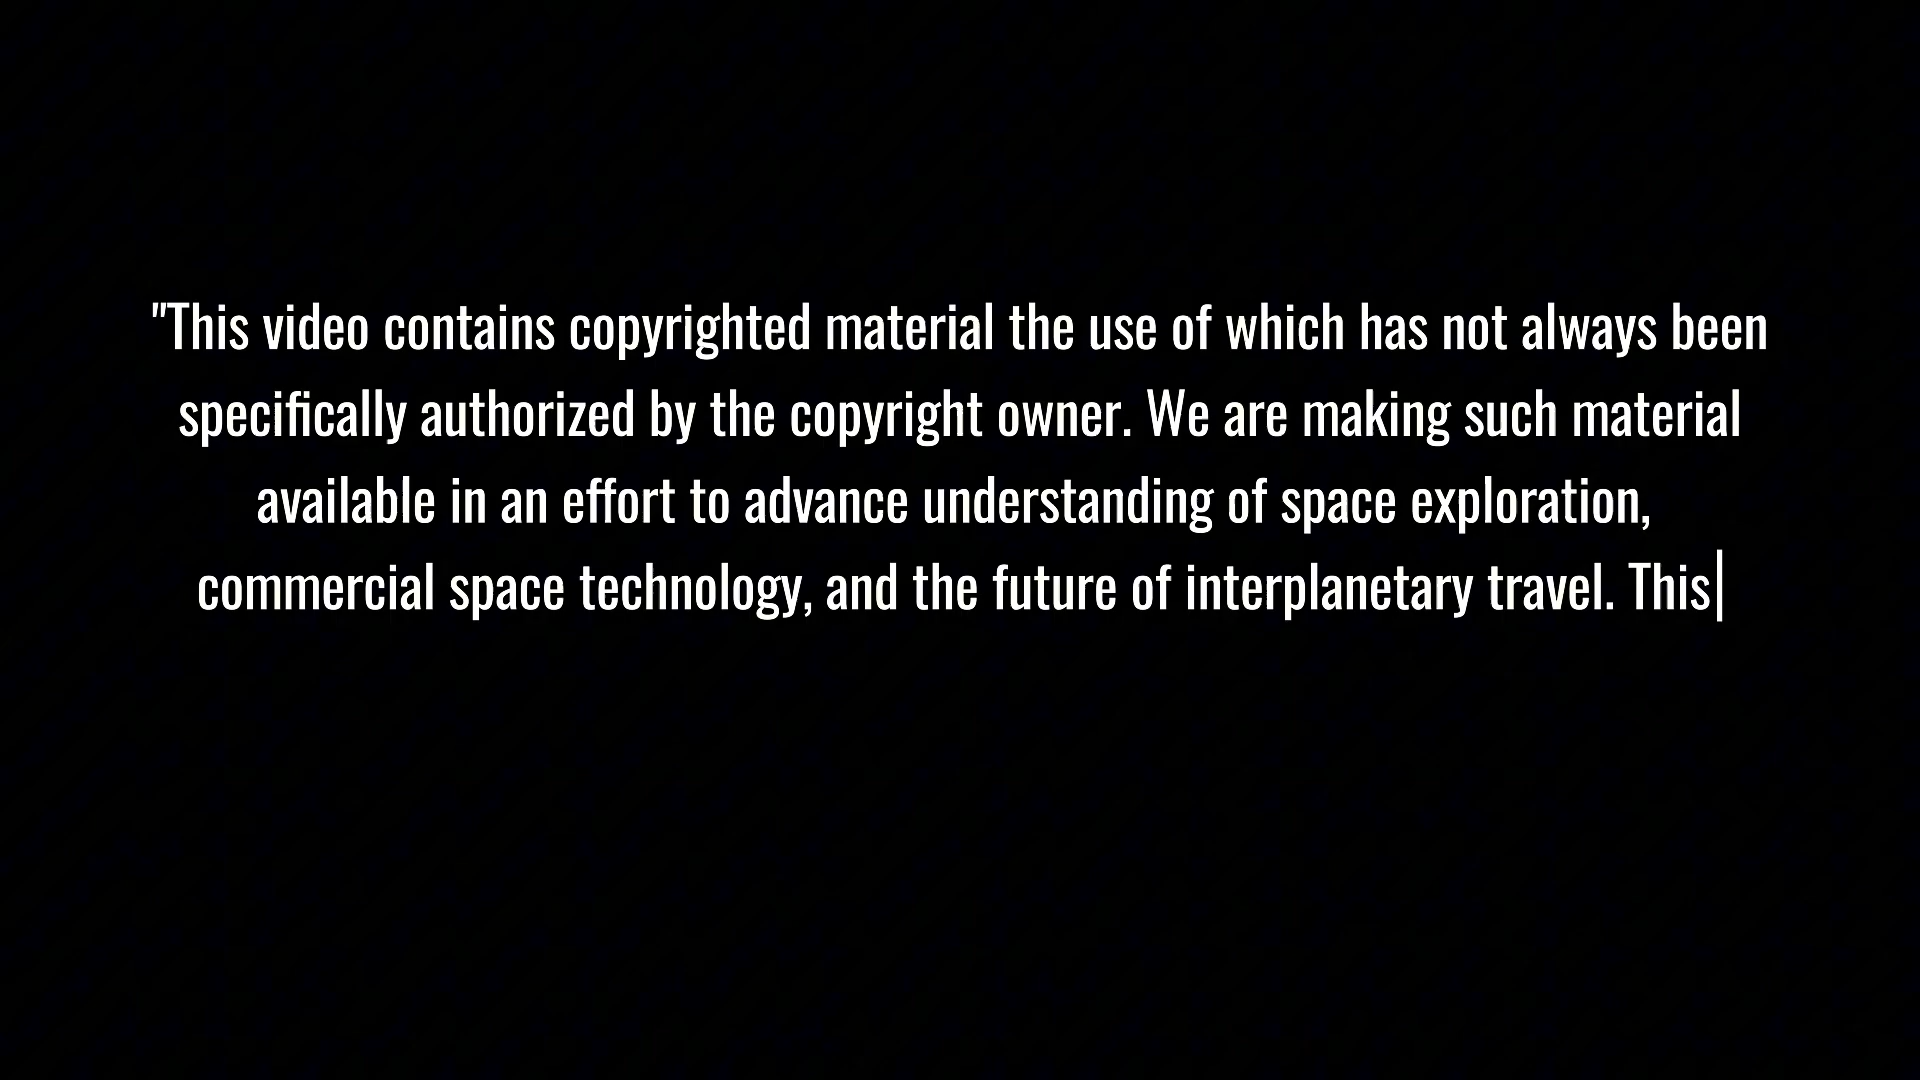 "This video contains copyrighted material the use of which has not always been
specifically authorized by the copyright owner. We are making such material
available in an effort to advance understanding of space exploration,
commercial space technology, and the future of interplanetary travel. This